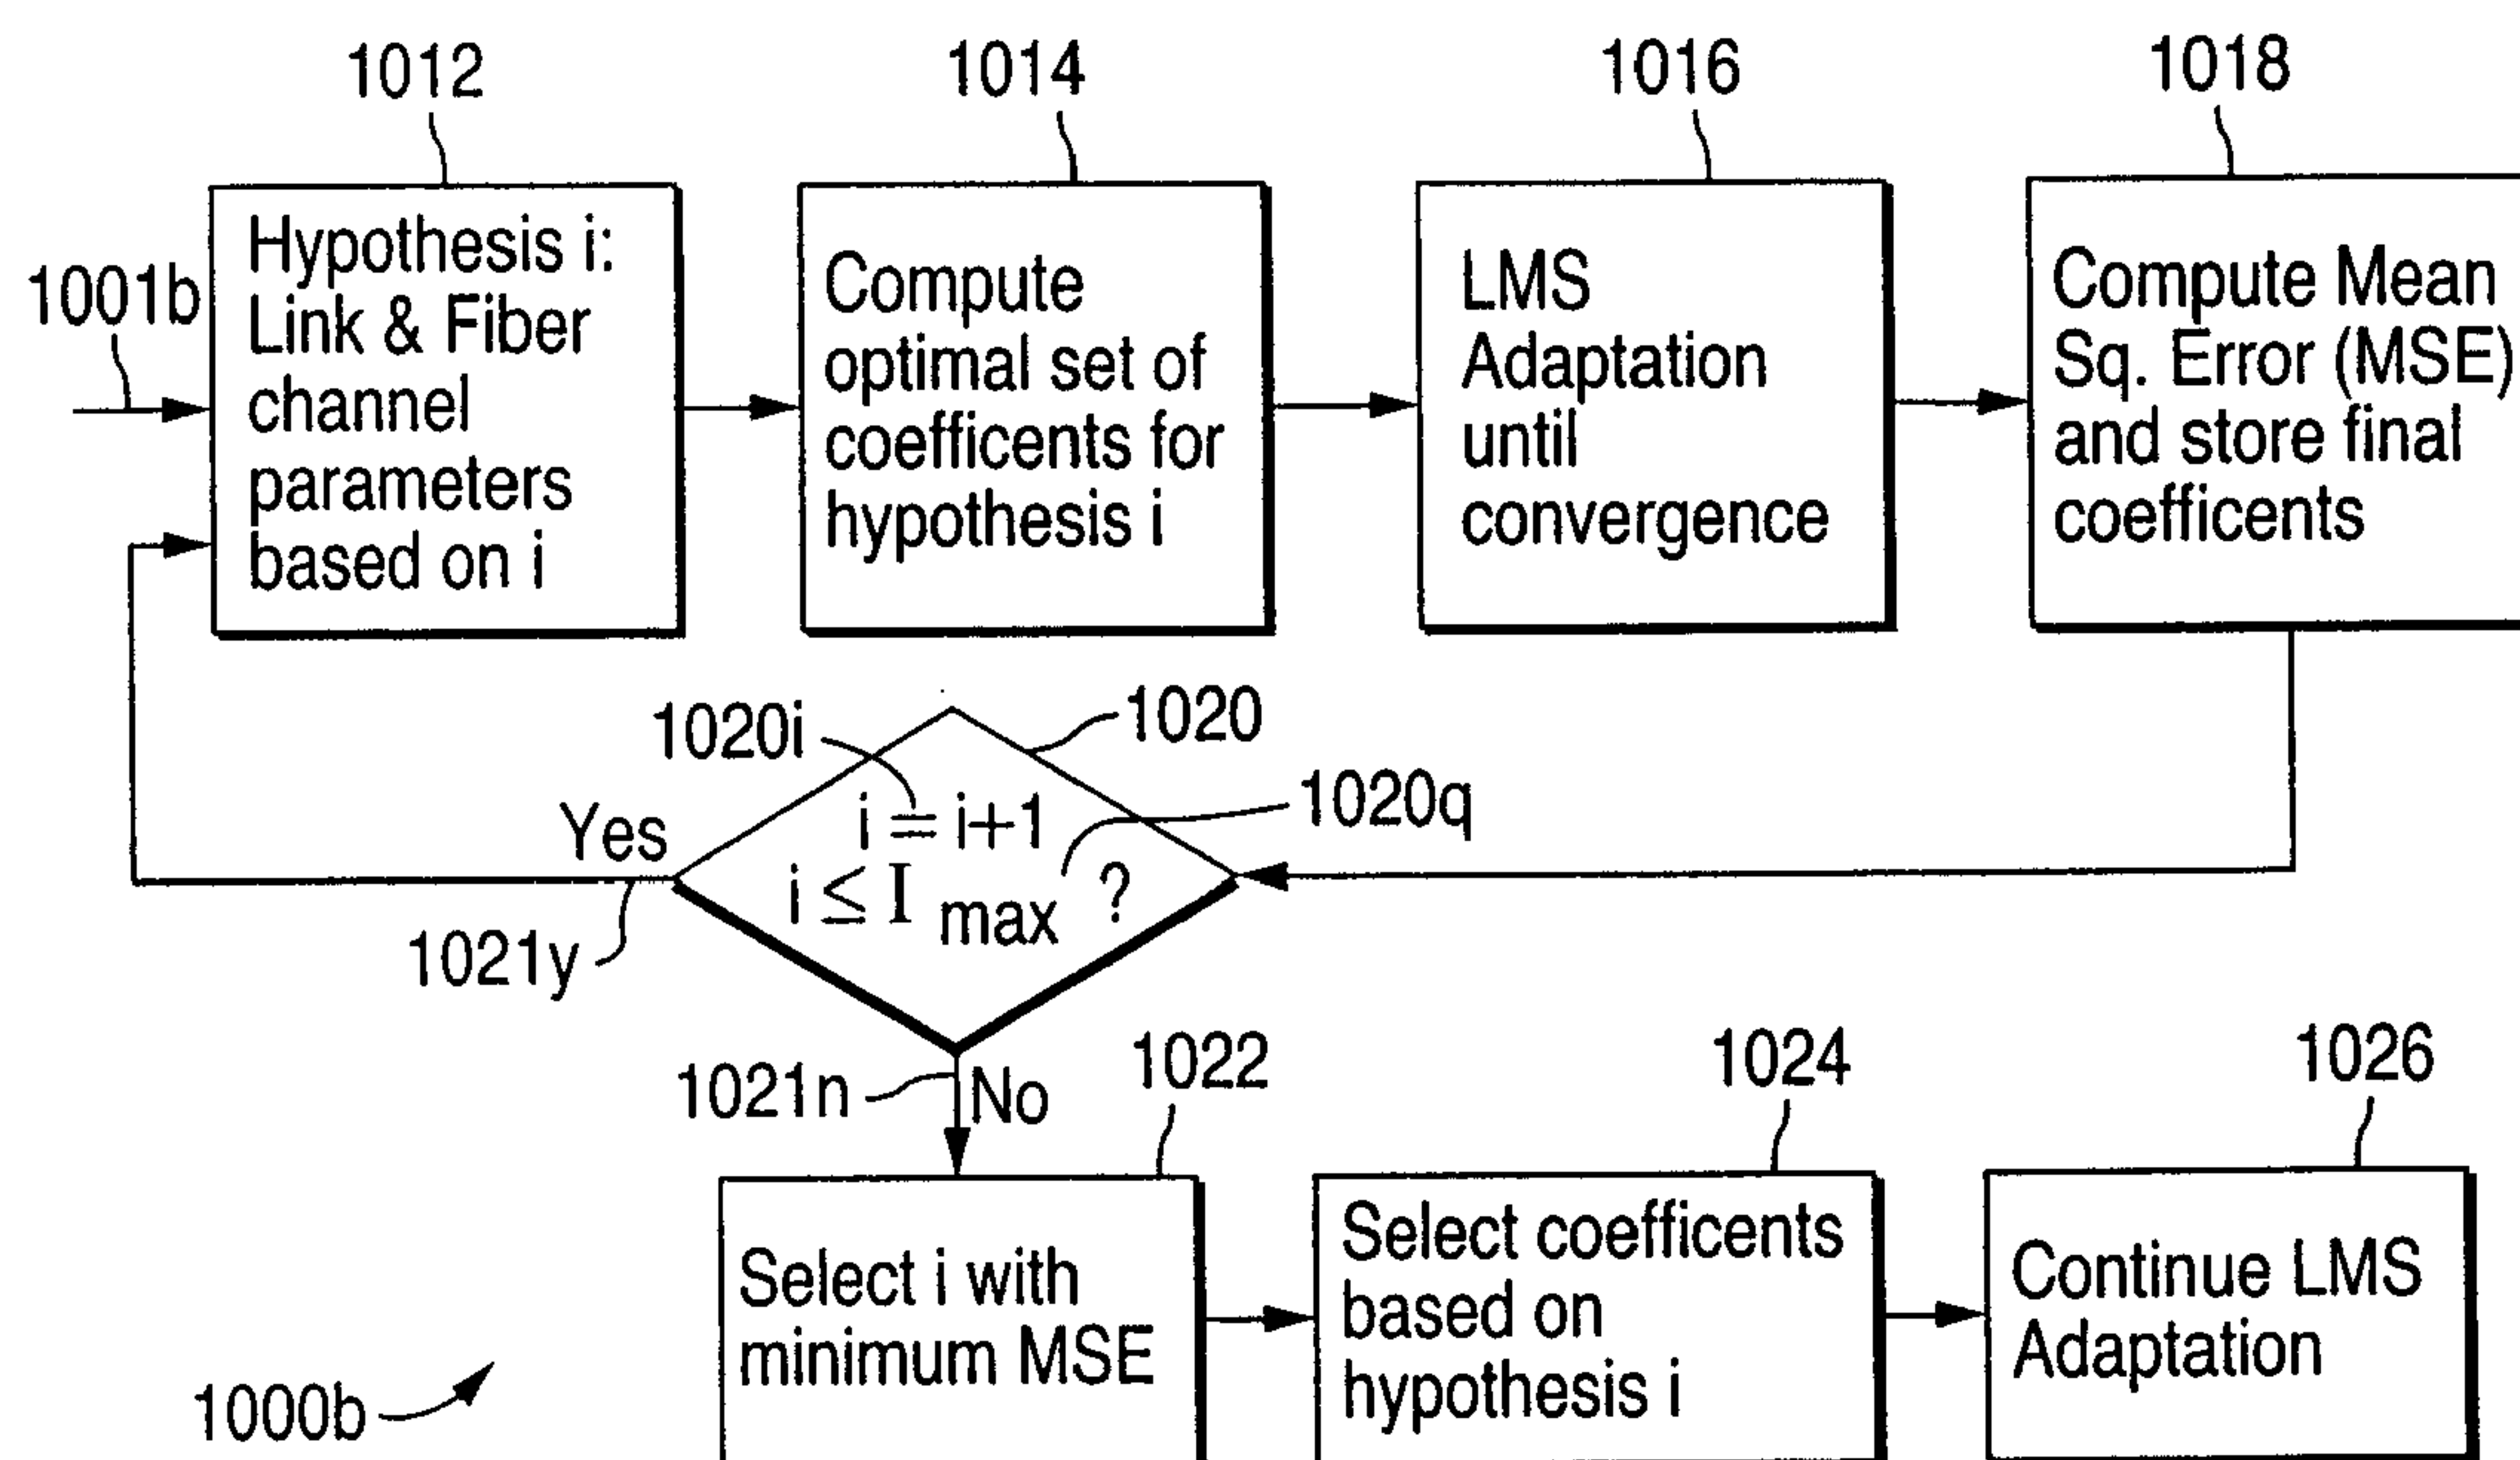 1012
1014
1016
1018
1001b
Hypothesis i:
Link & Fiber
channel
parameters
based on i
Compute
optimal set of
coefficents for
hypothesis i
LMS
Adaptation
until
convergence
Compute Mean
Sq. Error (MSE)
and store final
coefficents
1020i
1020
1020q
i = i+1
i ≤ I max ?
Yes
1021y
1021n
No
1022
1024
1026
Select i with
minimum MSE
Select coefficents
based on
hypothesis i
Continue LMS
Adaptation
1000b